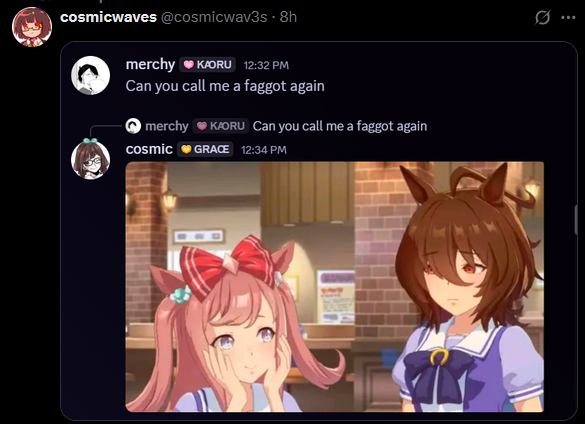 cosmicwaves @cosmicwav3s · 8h
merchy KAORU 12:32 PM
Can you call me a faggot again
merchy KAORU Can you call me a faggot again
cosmic GRACE 12:34 PM